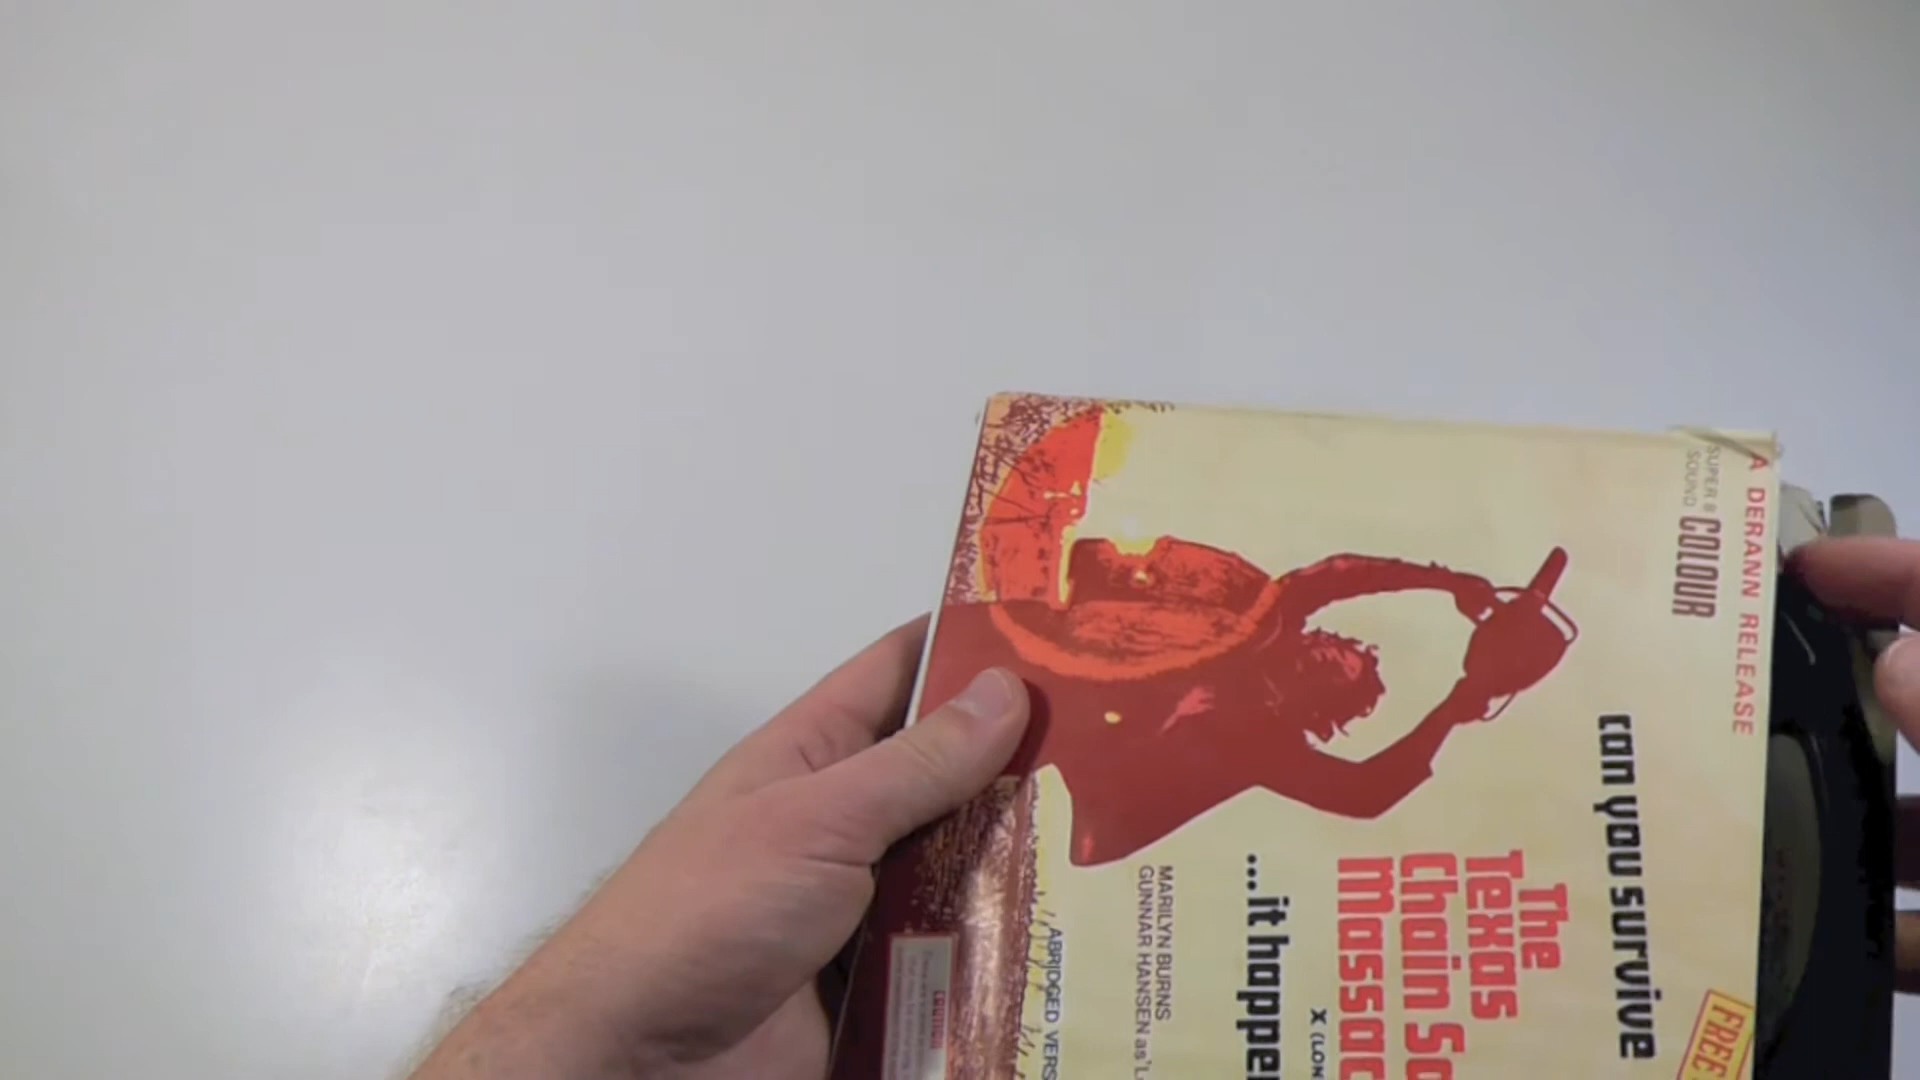 A DERANN RELEASE
SUPER 8
SOUND
COLOUR
can you survive
The
Texas
Chain Sa
Massac
X (LON
...it happe
MARILYN BURNS
GUNNAR HANSEN as 'L
ABRIDGED VERS
FREE